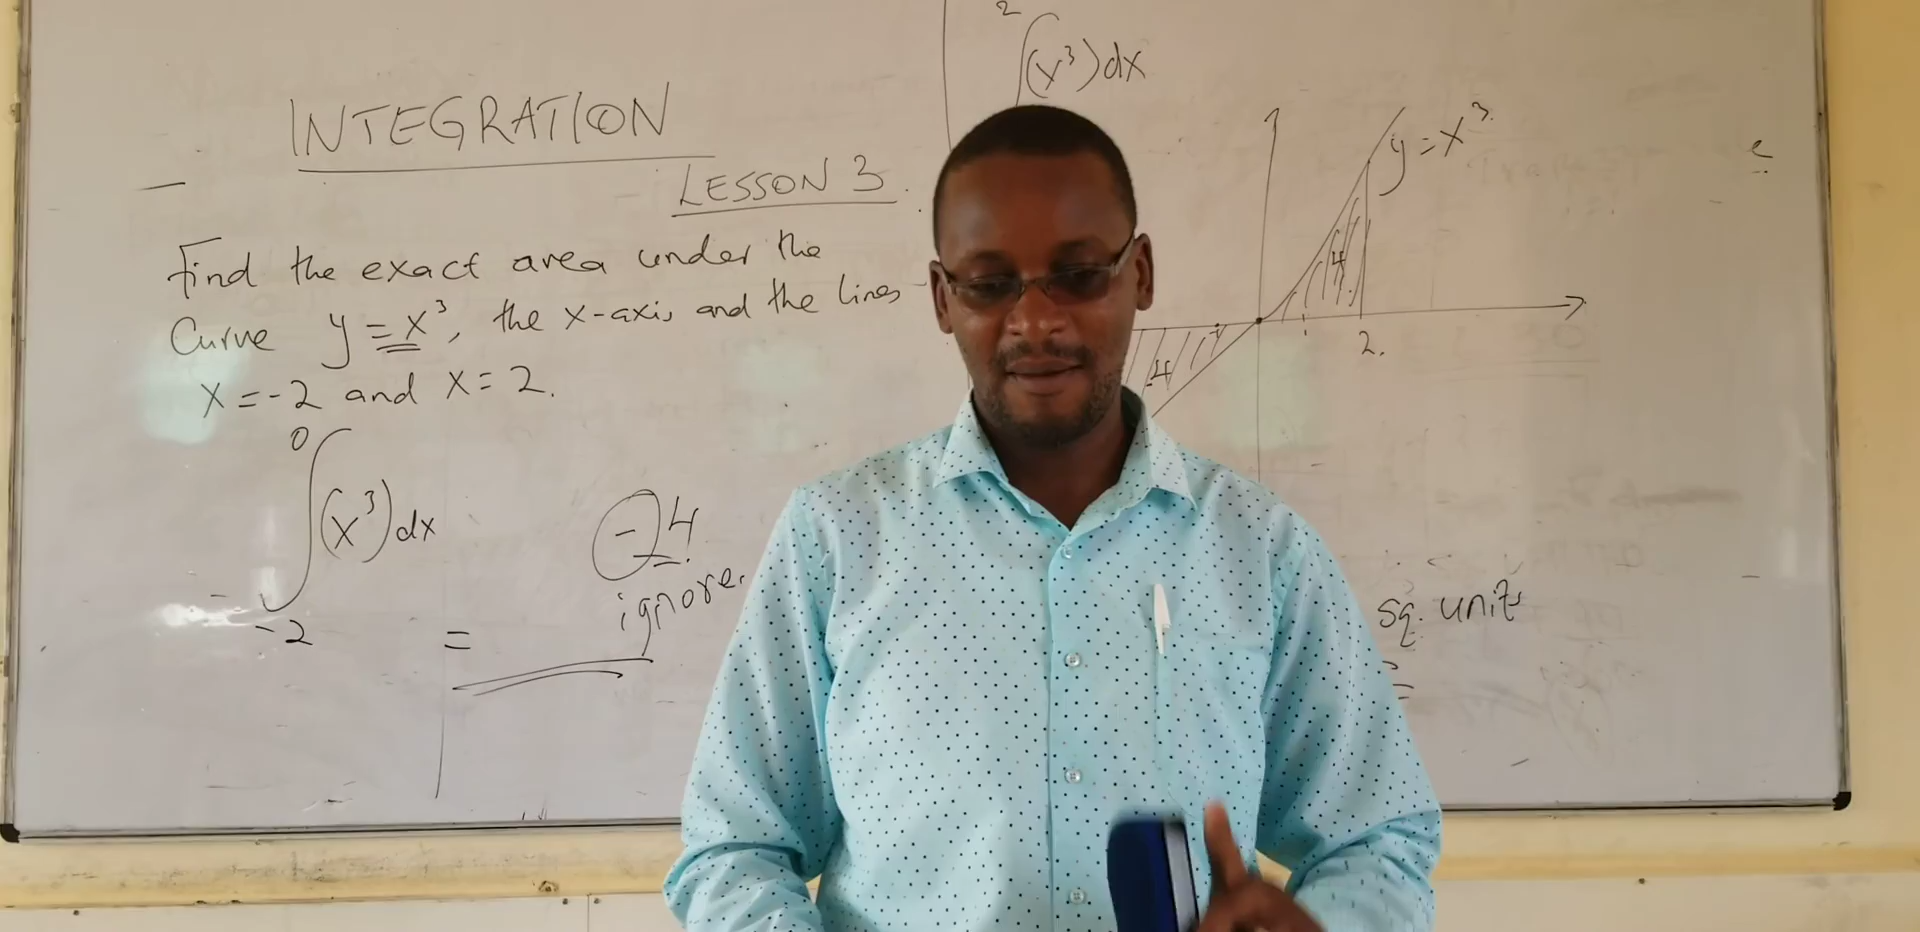 INTEGRATION
LESSON 3.
Find the exact area under the
Curve y = x³, the x-axis and the lines
x = -2 and x = 2.
0
∫(x³)dx
-2
=
-4
ignore.
2
∫(x³)dx
y = x³
4
2.
-4
sq. units